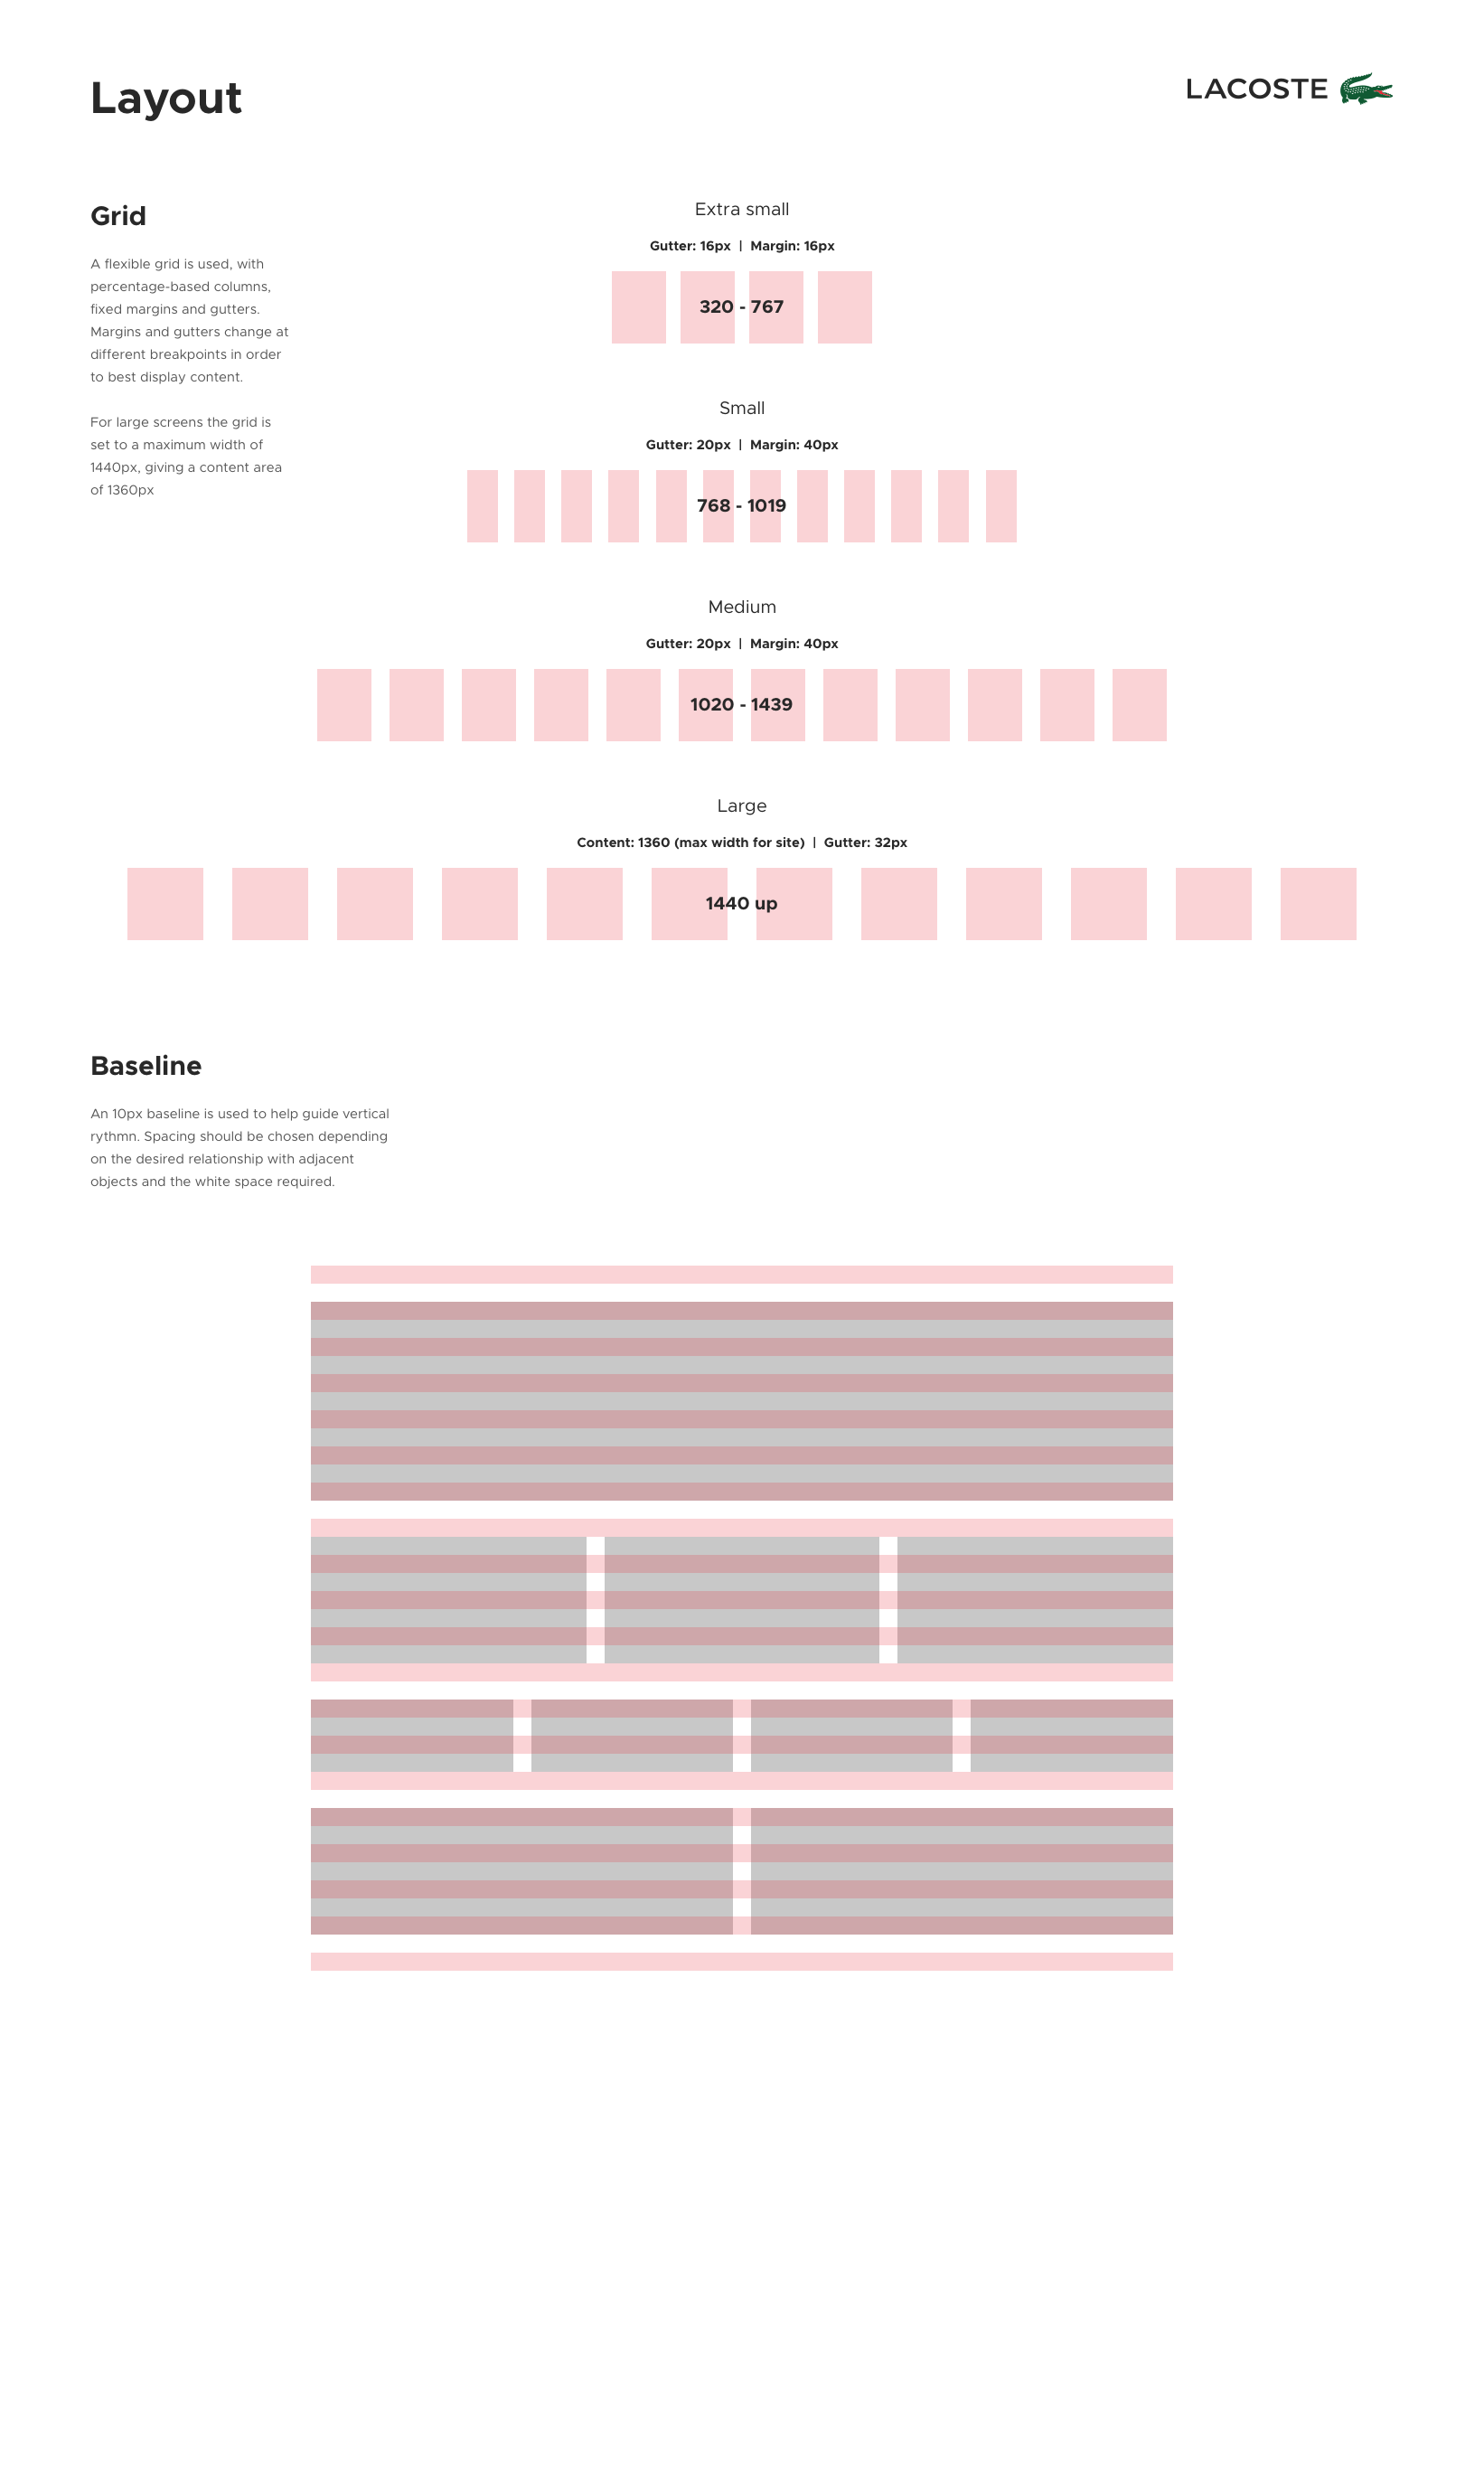 Layout
LACOSTE
Grid
A flexible grid is used, with
percentage-based columns,
fixed margins and gutters.
Margins and gutters change at
different breakpoints in order
to best display content.
For large screens the grid is
set to a maximum width of
1440px, giving a content area
of 1360px
Extra small
Gutter: 16px | Margin: 16px
320 - 767
Small
Gutter: 20px | Margin: 40px
768 - 1019
Medium
Gutter: 20px | Margin: 40px
1020 - 1439
Large
Content: 1360 (max width for site) | Gutter: 32px
1440 up
Baseline
An 10px baseline is used to help guide vertical
rythmn. Spacing should be chosen depending
on the desired relationship with adjacent
objects and the white space required.